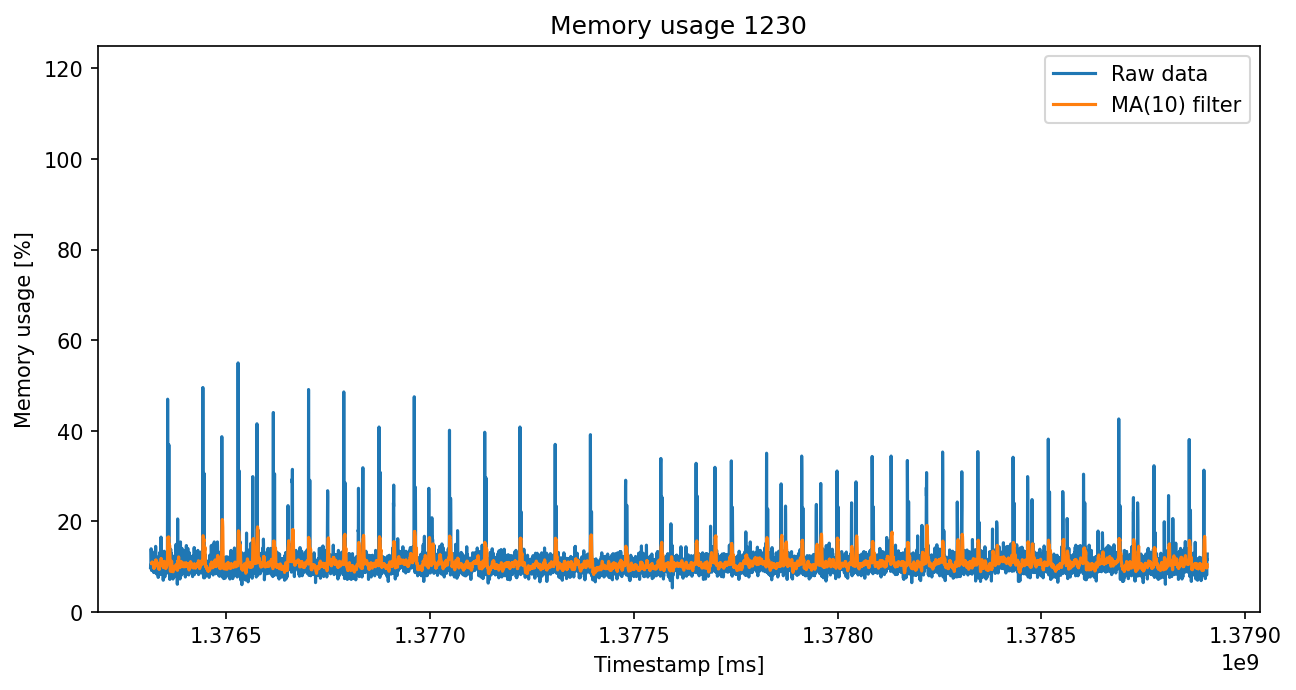 Memory usage 1230
Raw data
MA(10) filter
Memory usage [%]
120
100
80
60
40
20
0
1.3765 1.3770 1.3775 1.3780 1.3785 1.3790
1e9
Timestamp [ms]